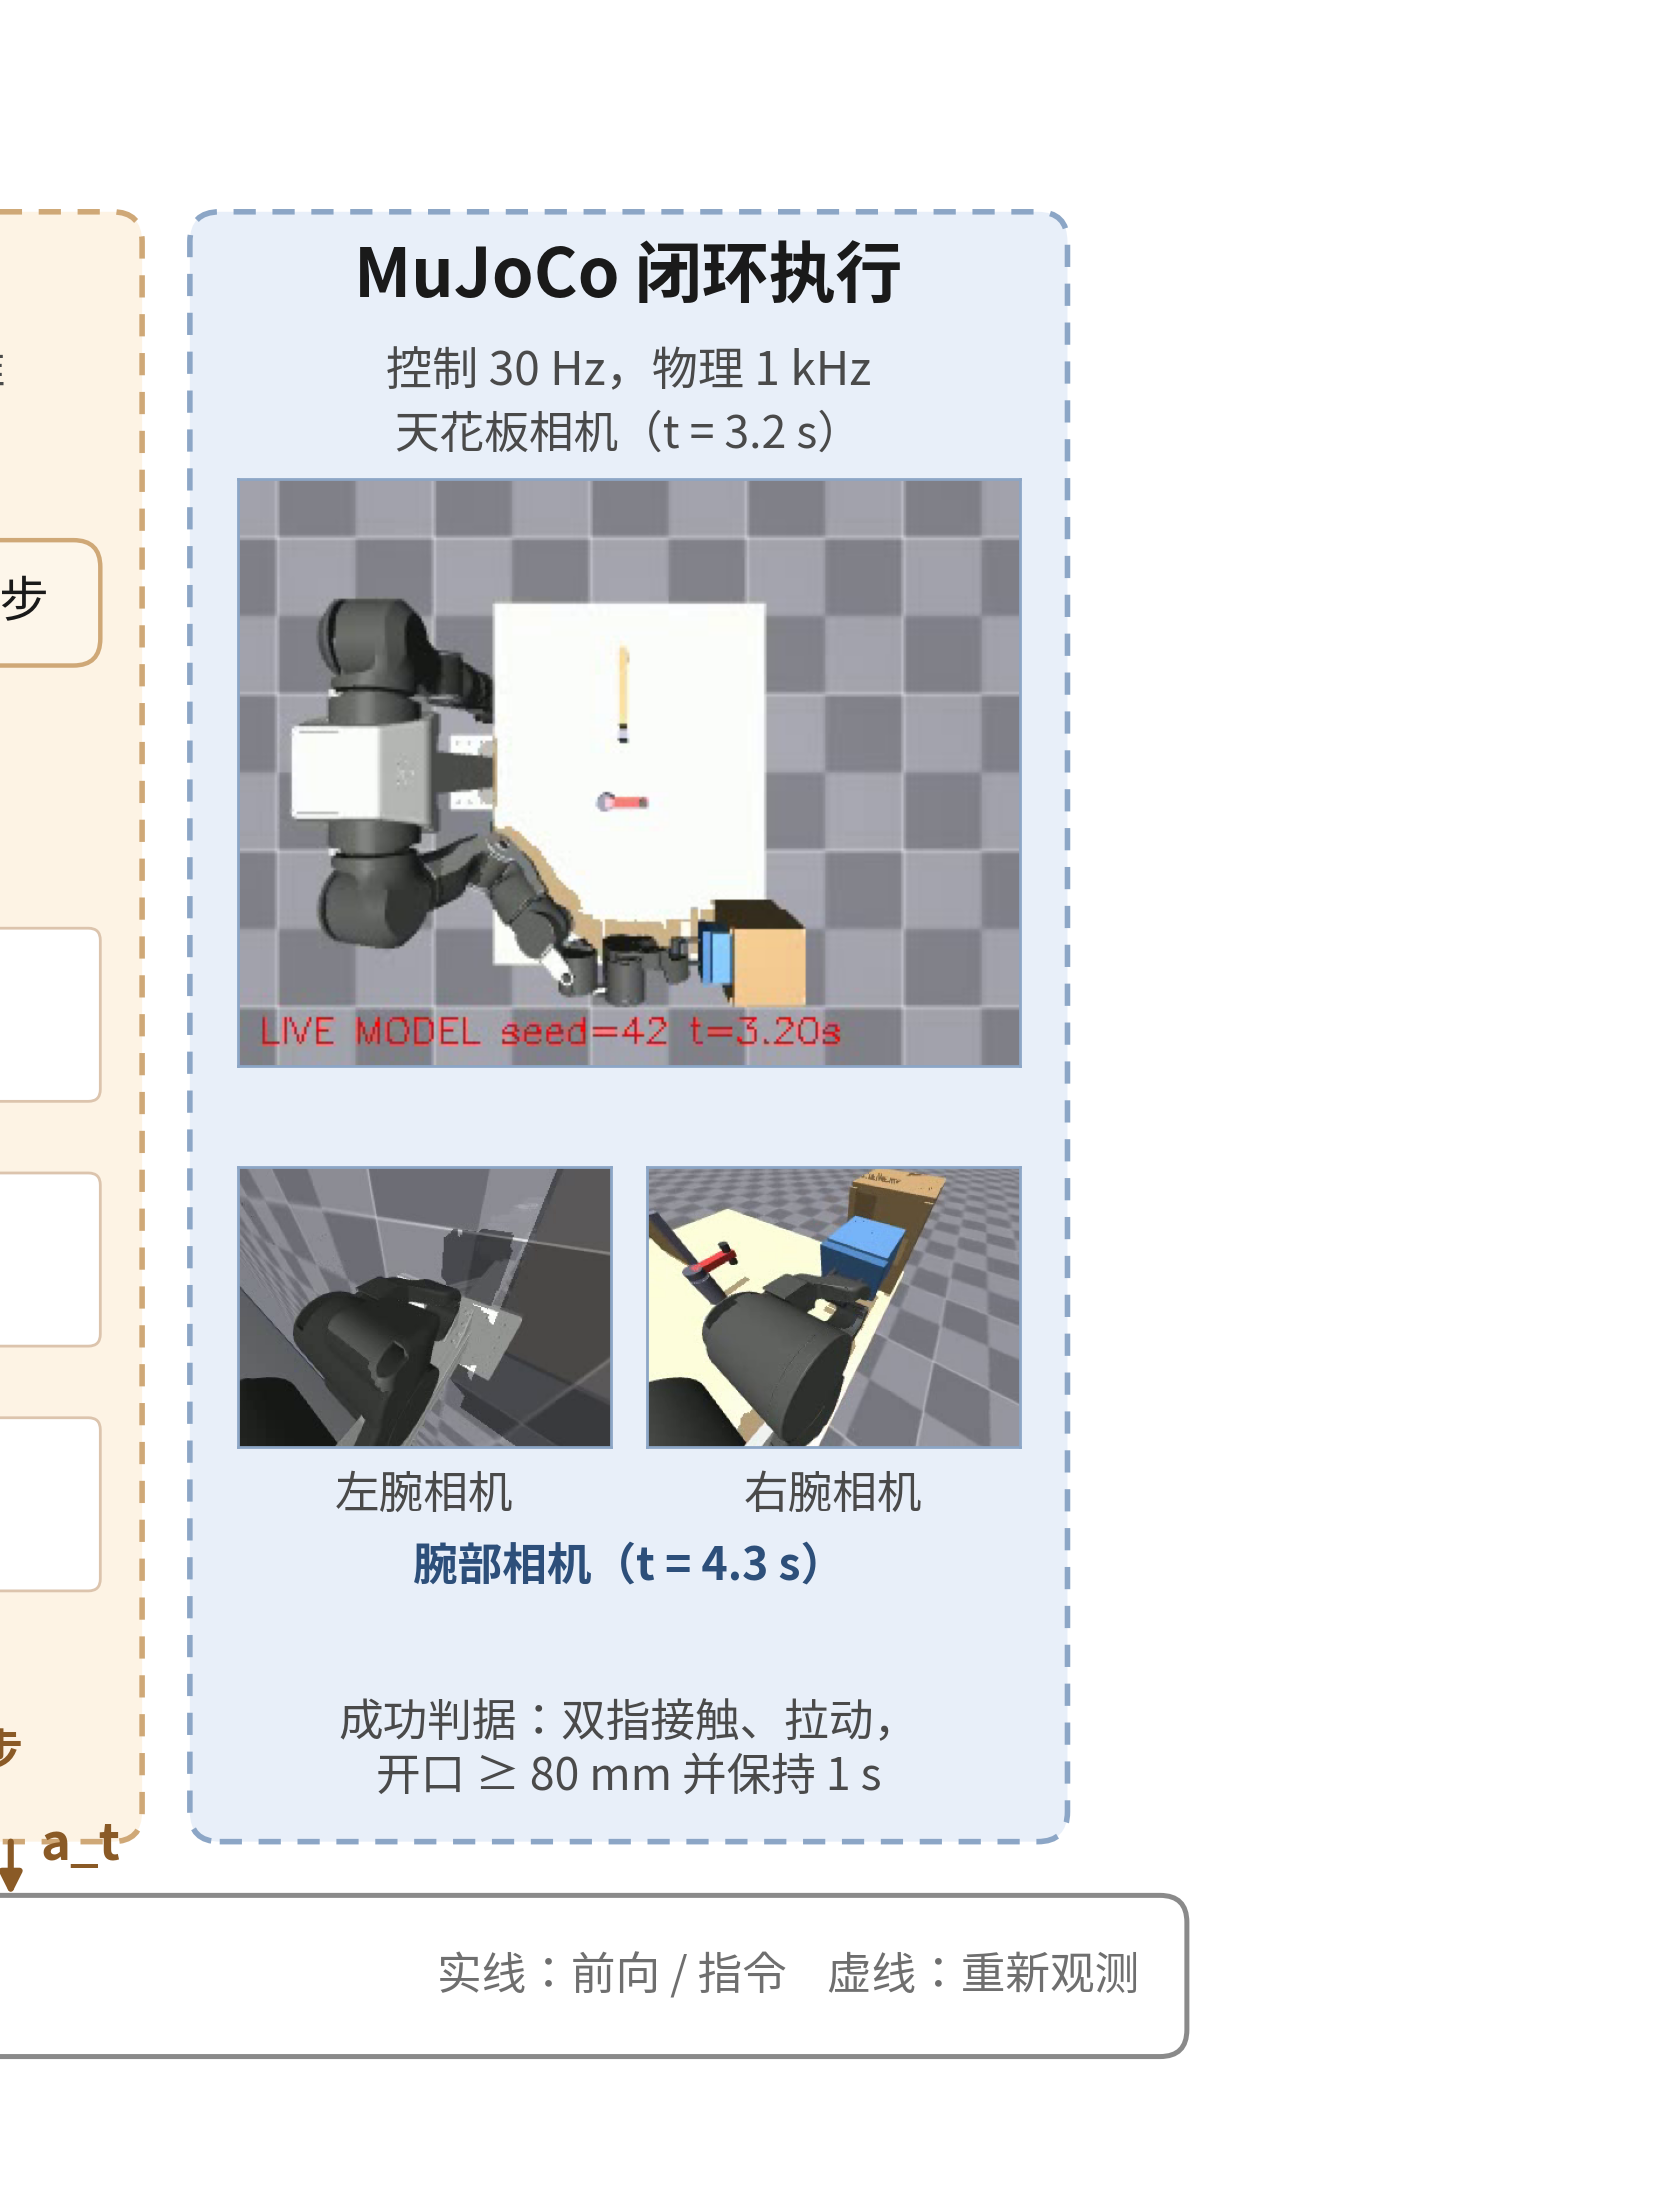 MuJoCo 闭环执行
控制 30 Hz，物理 1 kHz
天花板相机（t = 3.2 s）
步
LIVE MODEL seed=42 t=3.20s
左腕相机
右腕相机
腕部相机（t = 4.3 s）
成功判据：双指接触、拉动，
开口 ≥ 80 mm 并保持 1 s
步
a_t
实线：前向 / 指令 虚线：重新观测